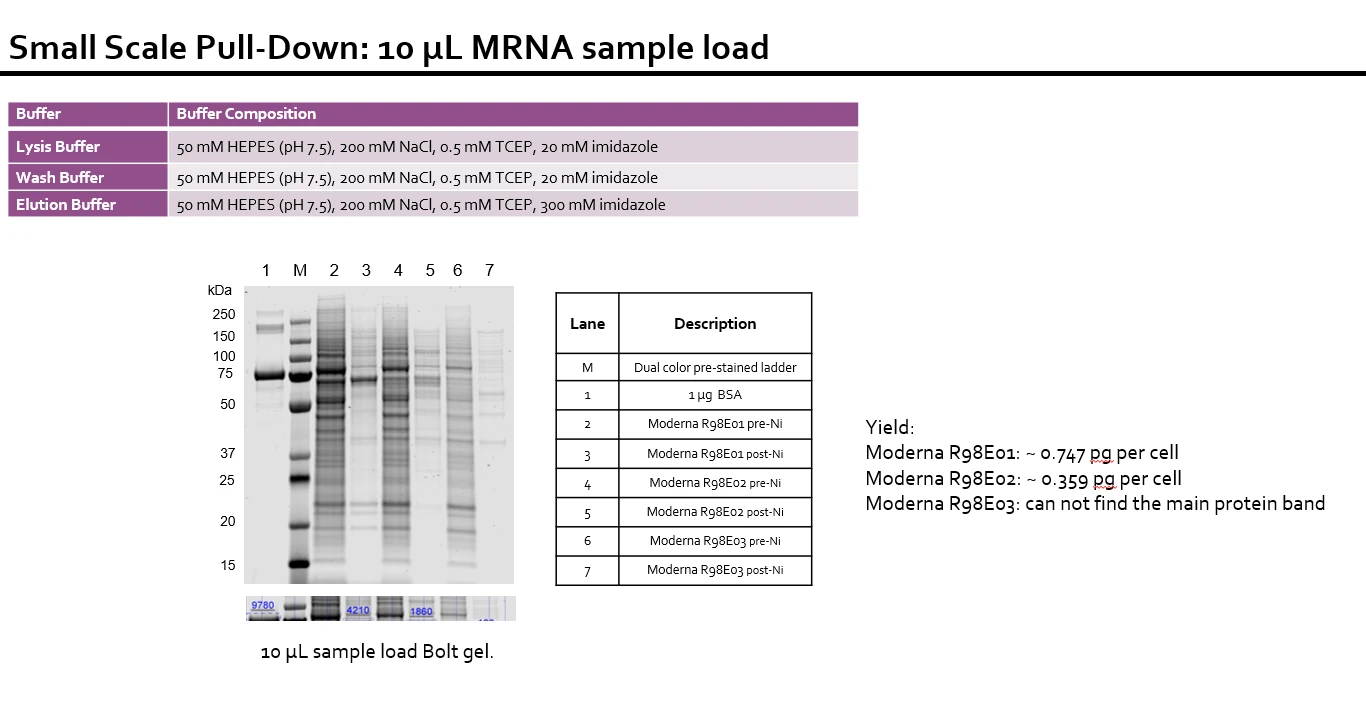 Small Scale Pull-Down: 10 µL MRNA sample load
Buffer Buffer Composition
Lysis Buffer 50 mM HEPES (pH 7.5), 200 mM NaCl, 0.5 mM TCEP, 20 mM imidazole
Wash Buffer 50 mM HEPES (pH 7.5), 200 mM NaCl, 0.5 mM TCEP, 20 mM imidazole
Elution Buffer 50 mM HEPES (pH 7.5), 200 mM NaCl, 0.5 mM TCEP, 300 mM imidazole
1 M 2 3 4 5 6 7
kDa
250
150
100
75
50
37
25
20
15
9780 4210 1860
10 µL sample load Bolt gel.
Lane Description
M Dual color pre-stained ladder
1 1 µg BSA
2 Moderna R98E01 pre-Ni
3 Moderna R98E01 post-Ni
4 Moderna R98E02 pre-Ni
5 Moderna R98E02 post-Ni
6 Moderna R98E03 pre-Ni
7 Moderna R98E03 post-Ni
Yield:
Moderna R98E01: ~ 0.747 pg per cell
Moderna R98E02: ~ 0.359 pg per cell
Moderna R98E03: can not find the main protein band